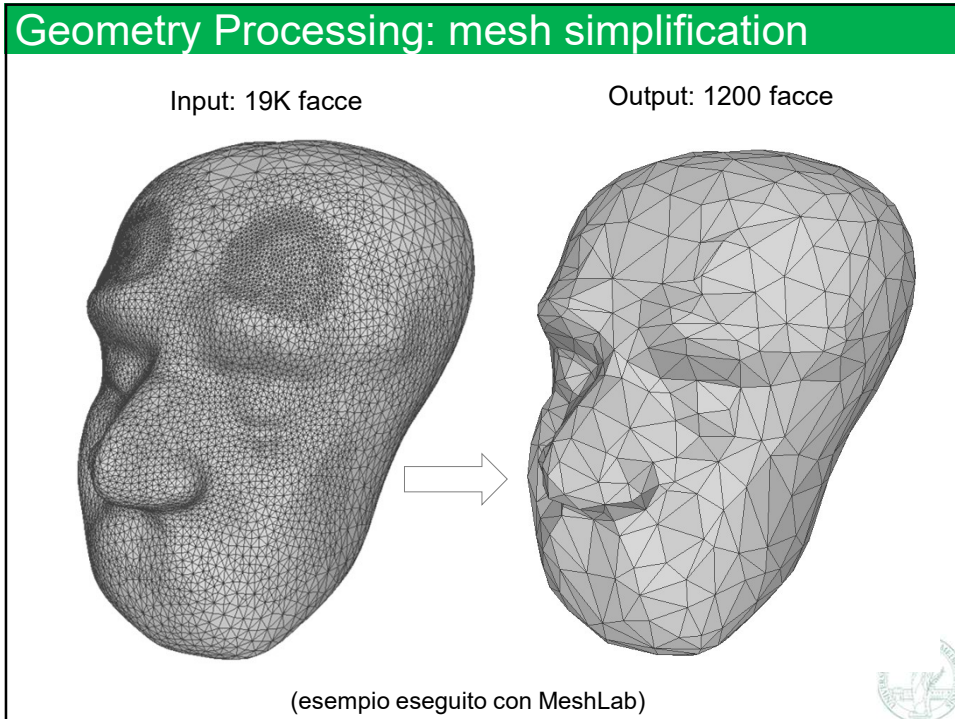 Geometry Processing: mesh simplification
Input: 19K facce
Output: 1200 facce
(esempio eseguito con MeshLab)